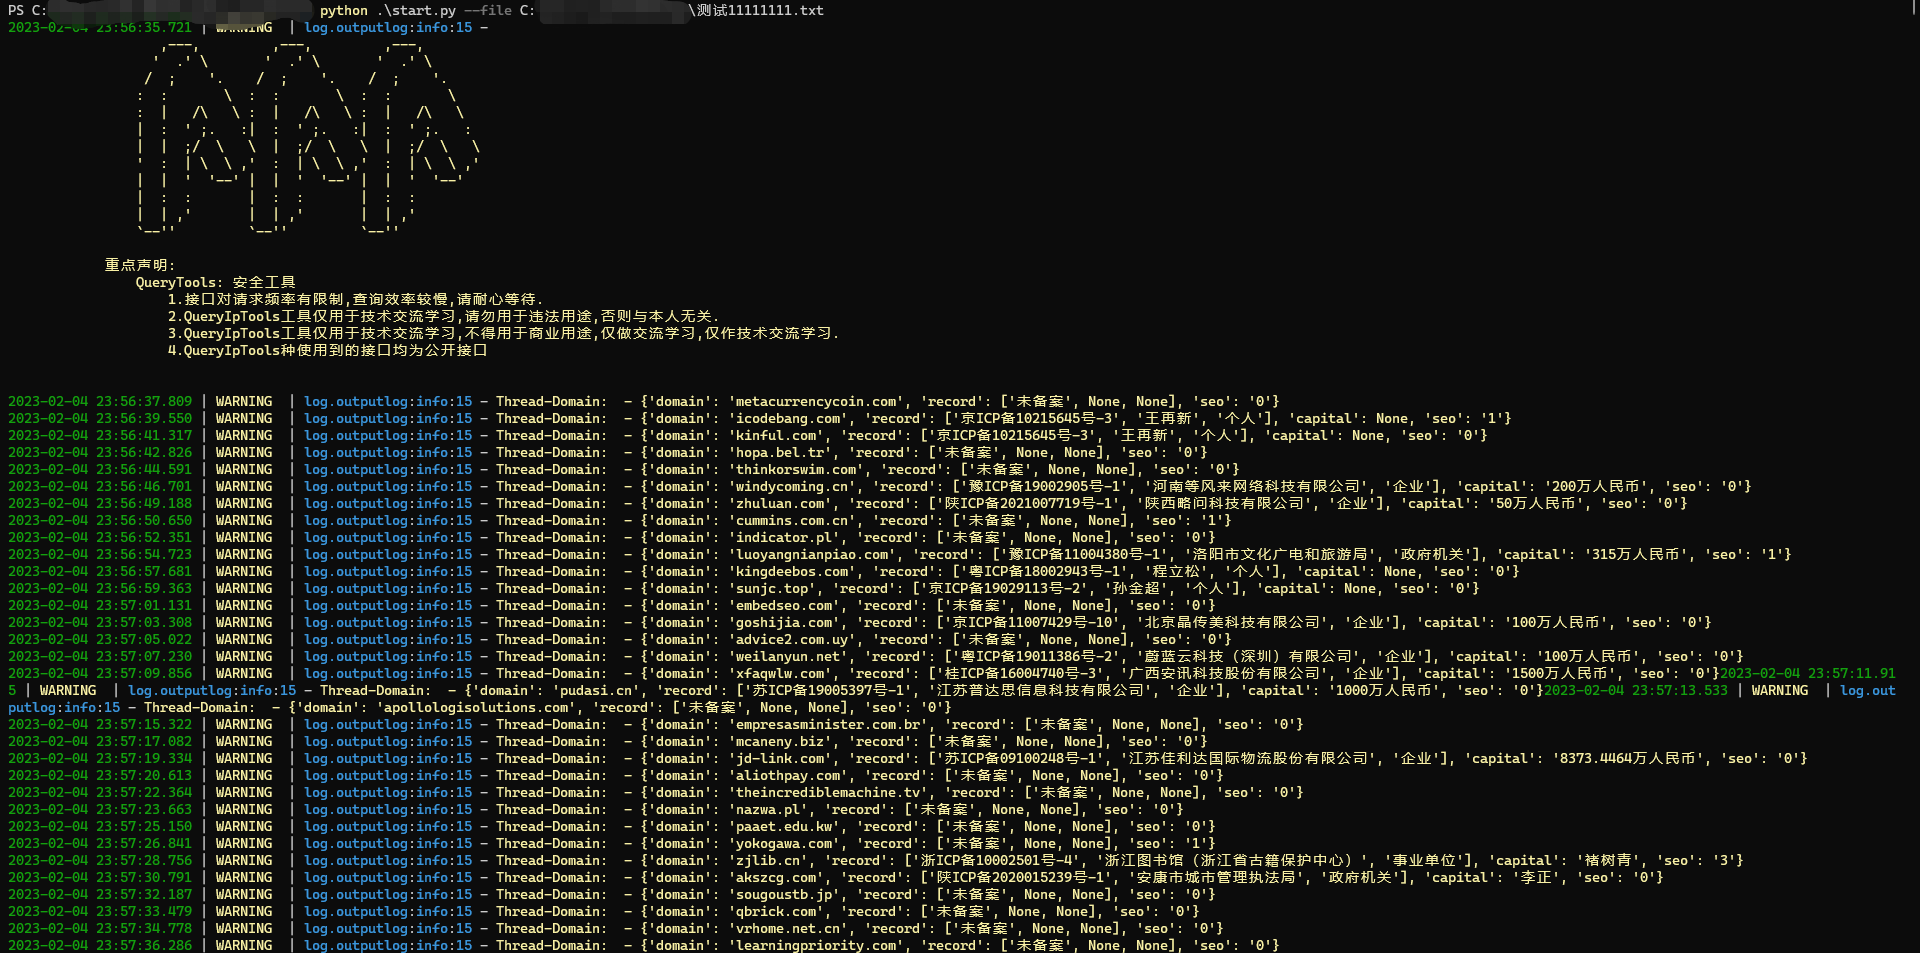 PS C: python .\start.py --file C: \测试11111111.txt
2023-02-04 23:56:35.721 | WARNING  | log.outputlog:info:15 -
重点声明:
QueryTools: 安全工具
1.接口对请求频率有限制,查询效率较慢,请耐心等待.
2.QueryIpTools工具仅用于技术交流学习,请勿用于违法用途,否则与本人无关.
3.QueryIpTools工具仅用于技术交流学习,不得用于商业用途,仅做交流学习,仅作技术交流学习.
4.QueryIpTools种使用到的接口均为公开接口
2023-02-04 23:56:37.809 | WARNING  | log.outputlog:info:15 - Thread-Domain:  - {'domain': 'metacurrencycoin.com', 'record': ['未备案', None, None], 'seo': '0'}
2023-02-04 23:56:39.550 | WARNING  | log.outputlog:info:15 - Thread-Domain:  - {'domain': 'icodebang.com', 'record': ['京ICP备10215645号-3', '王再新', '个人'], 'capital': None, 'seo': '1'}
2023-02-04 23:56:41.317 | WARNING  | log.outputlog:info:15 - Thread-Domain:  - {'domain': 'kinful.com', 'record': ['京ICP备10215645号-3', '王再新', '个人'], 'capital': None, 'seo': '0'}
2023-02-04 23:56:42.826 | WARNING  | log.outputlog:info:15 - Thread-Domain:  - {'domain': 'hopa.bel.tr', 'record': ['未备案', None, None], 'seo': '0'}
2023-02-04 23:56:44.591 | WARNING  | log.outputlog:info:15 - Thread-Domain:  - {'domain': 'thinkorswim.com', 'record': ['未备案', None, None], 'seo': '0'}
2023-02-04 23:56:46.701 | WARNING  | log.outputlog:info:15 - Thread-Domain:  - {'domain': 'windycoming.cn', 'record': ['豫ICP备19002905号-1', '河南等风来网络科技有限公司', '企业'], 'capital': '200万人民币', 'seo': '0'}
2023-02-04 23:56:49.188 | WARNING  | log.outputlog:info:15 - Thread-Domain:  - {'domain': 'zhuluan.com', 'record': ['陕ICP备2021007719号-1', '陕西略问科技有限公司', '企业'], 'capital': '50万人民币', 'seo': '0'}
2023-02-04 23:56:50.650 | WARNING  | log.outputlog:info:15 - Thread-Domain:  - {'domain': 'cummins.com.cn', 'record': ['未备案', None, None], 'seo': '1'}
2023-02-04 23:56:52.351 | WARNING  | log.outputlog:info:15 - Thread-Domain:  - {'domain': 'indicator.pl', 'record': ['未备案', None, None], 'seo': '0'}
2023-02-04 23:56:54.723 | WARNING  | log.outputlog:info:15 - Thread-Domain:  - {'domain': 'luoyangnianpiao.com', 'record': ['豫ICP备11004380号-1', '洛阳市文化广电和旅游局', '政府机关'], 'capital': '315万人民币', 'seo': '1'}
2023-02-04 23:56:57.681 | WARNING  | log.outputlog:info:15 - Thread-Domain:  - {'domain': 'kingdeebos.com', 'record': ['粤ICP备18002943号-1', '程立松', '个人'], 'capital': None, 'seo': '0'}
2023-02-04 23:56:59.363 | WARNING  | log.outputlog:info:15 - Thread-Domain:  - {'domain': 'sunjc.top', 'record': ['京ICP备19029113号-2', '孙金超', '个人'], 'capital': None, 'seo': '0'}
2023-02-04 23:57:01.131 | WARNING  | log.outputlog:info:15 - Thread-Domain:  - {'domain': 'embedseo.com', 'record': ['未备案', None, None], 'seo': '0'}
2023-02-04 23:57:03.308 | WARNING  | log.outputlog:info:15 - Thread-Domain:  - {'domain': 'goshijia.com', 'record': ['京ICP备11007429号-10', '北京晶传美科技有限公司', '企业'], 'capital': '100万人民币', 'seo': '0'}
2023-02-04 23:57:05.022 | WARNING  | log.outputlog:info:15 - Thread-Domain:  - {'domain': 'advice2.com.uy', 'record': ['未备案', None, None], 'seo': '0'}
2023-02-04 23:57:07.230 | WARNING  | log.outputlog:info:15 - Thread-Domain:  - {'domain': 'weilanyun.net', 'record': ['粤ICP备19011386号-2', '蔚蓝云科技（深圳）有限公司', '企业'], 'capital': '100万人民币', 'seo': '0'}
2023-02-04 23:57:09.856 | WARNING  | log.outputlog:info:15 - Thread-Domain:  - {'domain': 'xfaqwlw.com', 'record': ['桂ICP备16004740号-3', '广西安讯科技股份有限公司', '企业'], 'capital': '1500万人民币', 'seo': '0'}2023-02-04 23:57:11.91
5 | WARNING  | log.outputlog:info:15 - Thread-Domain:  - {'domain': 'pudasi.cn', 'record': ['苏ICP备19005397号-1', '江苏普达思信息科技有限公司', '企业'], 'capital': '1000万人民币', 'seo': '0'}2023-02-04 23:57:13.533 | WARNING  | log.out
putlog:info:15 - Thread-Domain:  - {'domain': 'apollologisolutions.com', 'record': ['未备案', None, None], 'seo': '0'}
2023-02-04 23:57:15.322 | WARNING  | log.outputlog:info:15 - Thread-Domain:  - {'domain': 'empresasminister.com.br', 'record': ['未备案', None, None], 'seo': '0'}
2023-02-04 23:57:17.082 | WARNING  | log.outputlog:info:15 - Thread-Domain:  - {'domain': 'mcaneny.biz', 'record': ['未备案', None, None], 'seo': '0'}
2023-02-04 23:57:19.334 | WARNING  | log.outputlog:info:15 - Thread-Domain:  - {'domain': 'jd-link.com', 'record': ['苏ICP备09100248号-1', '江苏佳利达国际物流股份有限公司', '企业'], 'capital': '8373.4464万人民币', 'seo': '0'}
2023-02-04 23:57:20.613 | WARNING  | log.outputlog:info:15 - Thread-Domain:  - {'domain': 'aliothpay.com', 'record': ['未备案', None, None], 'seo': '0'}
2023-02-04 23:57:22.364 | WARNING  | log.outputlog:info:15 - Thread-Domain:  - {'domain': 'theincrediblemachine.tv', 'record': ['未备案', None, None], 'seo': '0'}
2023-02-04 23:57:23.663 | WARNING  | log.outputlog:info:15 - Thread-Domain:  - {'domain': 'nazwa.pl', 'record': ['未备案', None, None], 'seo': '0'}
2023-02-04 23:57:25.150 | WARNING  | log.outputlog:info:15 - Thread-Domain:  - {'domain': 'paaet.edu.kw', 'record': ['未备案', None, None], 'seo': '0'}
2023-02-04 23:57:26.841 | WARNING  | log.outputlog:info:15 - Thread-Domain:  - {'domain': 'yokogawa.com', 'record': ['未备案', None, None], 'seo': '1'}
2023-02-04 23:57:28.756 | WARNING  | log.outputlog:info:15 - Thread-Domain:  - {'domain': 'zjlib.cn', 'record': ['浙ICP备10002501号-4', '浙江图书馆（浙江省古籍保护中心）', '事业单位'], 'capital': '褚树青', 'seo': '3'}
2023-02-04 23:57:30.791 | WARNING  | log.outputlog:info:15 - Thread-Domain:  - {'domain': 'akszcg.com', 'record': ['陕ICP备2020015239号-1', '安康市城市管理执法局', '政府机关'], 'capital': '李正', 'seo': '0'}
2023-02-04 23:57:32.187 | WARNING  | log.outputlog:info:15 - Thread-Domain:  - {'domain': 'sougoustb.jp', 'record': ['未备案', None, None], 'seo': '0'}
2023-02-04 23:57:33.479 | WARNING  | log.outputlog:info:15 - Thread-Domain:  - {'domain': 'qbrick.com', 'record': ['未备案', None, None], 'seo': '0'}
2023-02-04 23:57:34.778 | WARNING  | log.outputlog:info:15 - Thread-Domain:  - {'domain': 'vrhome.net.cn', 'record': ['未备案', None, None], 'seo': '0'}
2023-02-04 23:57:36.286 | WARNING  | log.outputlog:info:15 - Thread-Domain:  - {'domain': 'learningpriority.com', 'record': ['未备案', None, None], 'seo': '0'}